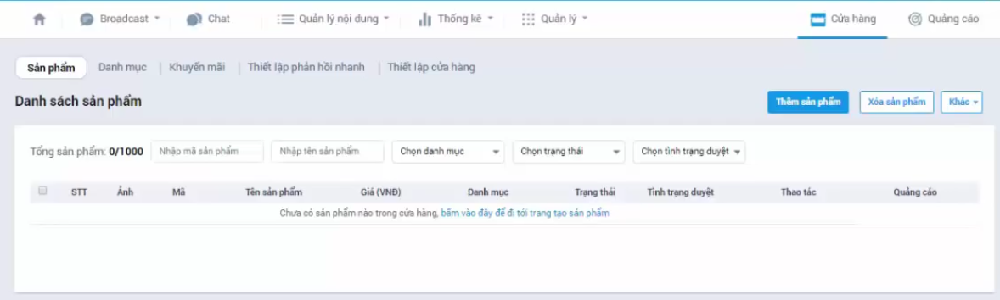 Broadcast Chat Quản lý nội dung Thống kê Quản lý Cửa hàng Quảng cáo
Sản phẩm Danh mục | Khuyến mãi | Thiết lập phản hồi nhanh | Thiết lập cửa hàng
Danh sách sản phẩm Thêm sản phẩm Xóa sản phẩm Khác
Tổng sản phẩm: 0/1000 Nhập mã sản phẩm Nhập tên sản phẩm Chọn danh mục Chọn trạng thái Chọn tình trạng duyệt
STT Ảnh Mã Tên sản phẩm Giá (VNĐ) Danh mục Trạng thái Tình trạng duyệt Thao tác Quảng cáo
Chưa có sản phẩm nào trong cửa hàng, bấm vào đây để đi tới trang tạo sản phẩm